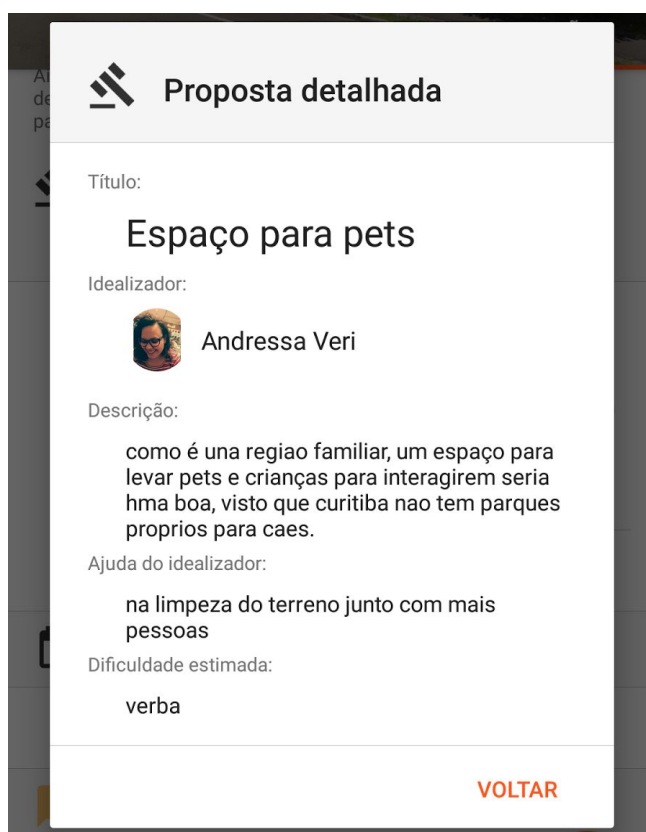 Proposta detalhada
Título:
Espaço para pets
Idealizador:
Andressa Veri
Descrição:
como é una regiao familiar, um espaço para
levar pets e crianças para interagirem seria
hma boa, visto que curitiba nao tem parques
proprios para caes.
Ajuda do idealizador:
na limpeza do terreno junto com mais
pessoas
Dificuldade estimada:
verba
VOLTAR